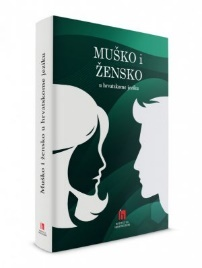 MUŠKO i
ŽENSKO
u hrvatskome jeziku
Muško i žensko u hrvatskome jeziku